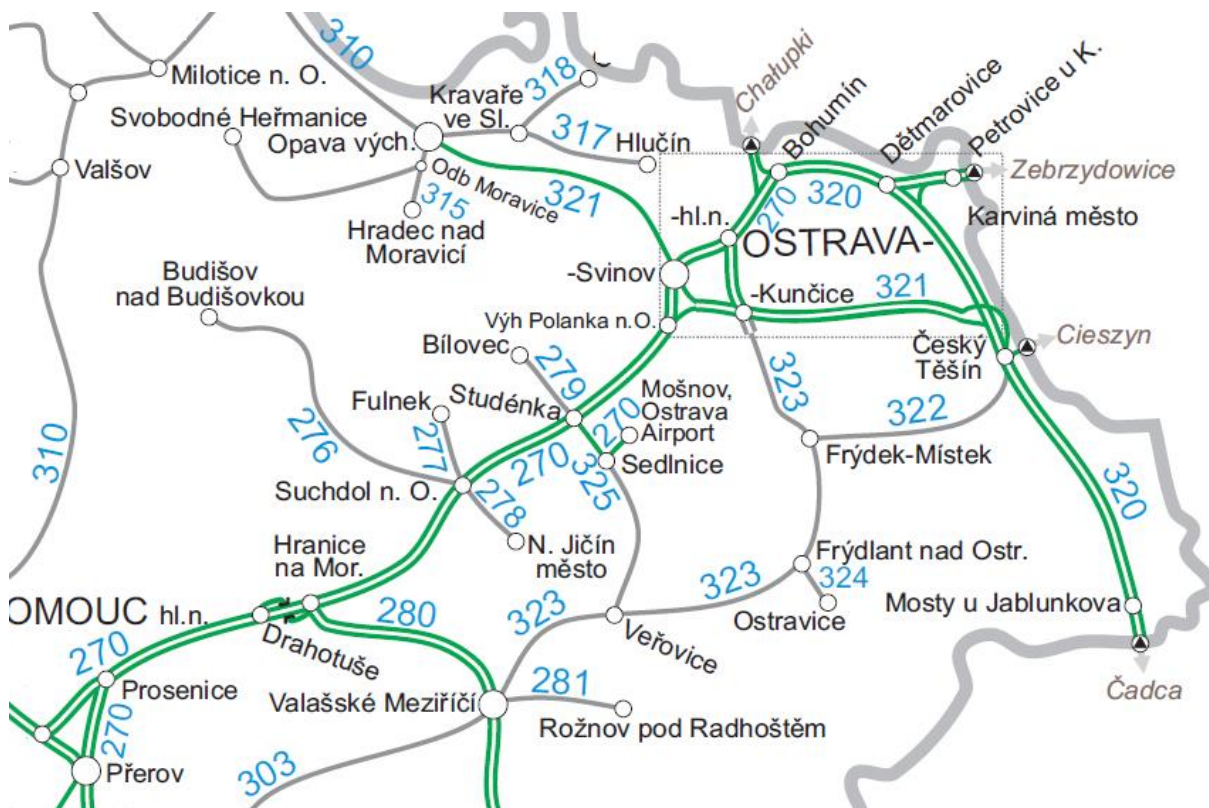 310
Milotice n. O.
Svobodné Heřmanice
Valšov
Opava vých.
Kravaře
ve Sl.
318
317
Hlučín
Odb Moravice
315
Hradec nad
Moravicí
321
Chałupki
Bohumín
Dětmarovice
Petrovice u K.
Zebrzydowice
320
270
Karviná město
-hl.n.
OSTRAVA-
-Svinov
-Kunčice
321
Výh Polanka n.O.
Český
Těšín
Cieszyn
Budišov
nad Budišovkou
Bílovec
279
Studénka
Mošnov,
Ostrava
Airport
270
Sedlnice
325
323
322
Frýdek-Místek
310
276
Fulnek
277
270
Suchdol n. O.
278
N. Jičín
město
320
Hranice
na Mor.
Frýdlant nad Ostr.
324
Ostravice
323
323
Veřovice
Mosty u Jablunkova
Čadca
OMOUC hl.n.
Drahotuše
280
270
Prosenice
270
Přerov
Valašské Meziříčí
281
Rožnov pod Radhoštěm
303